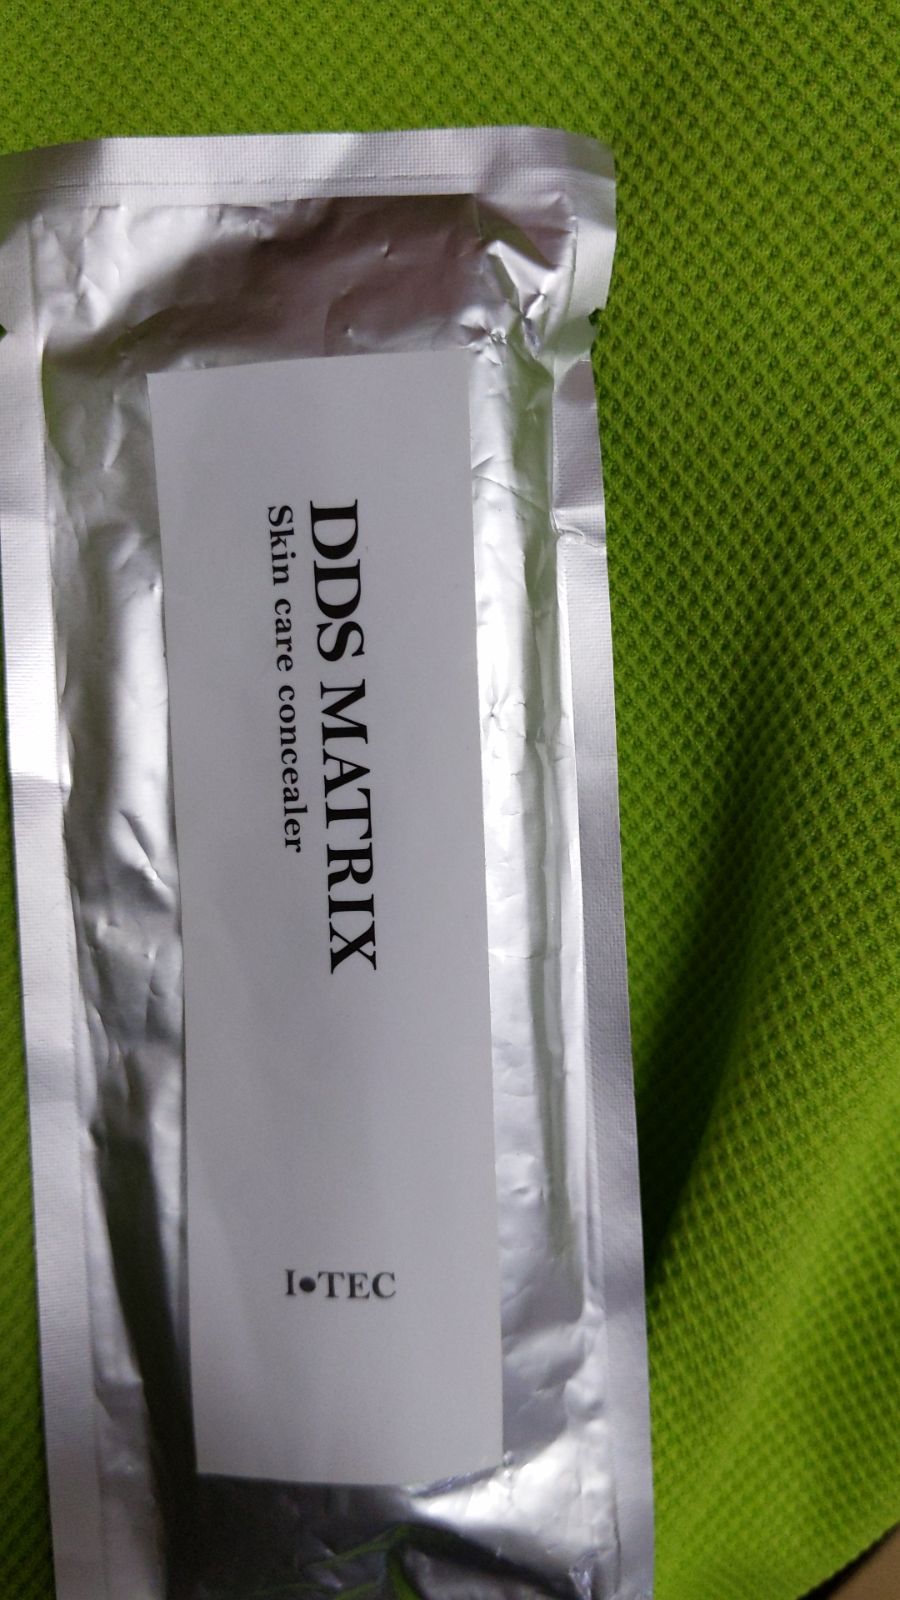 DDS MATRIX
Skin care concealer
I•TEC